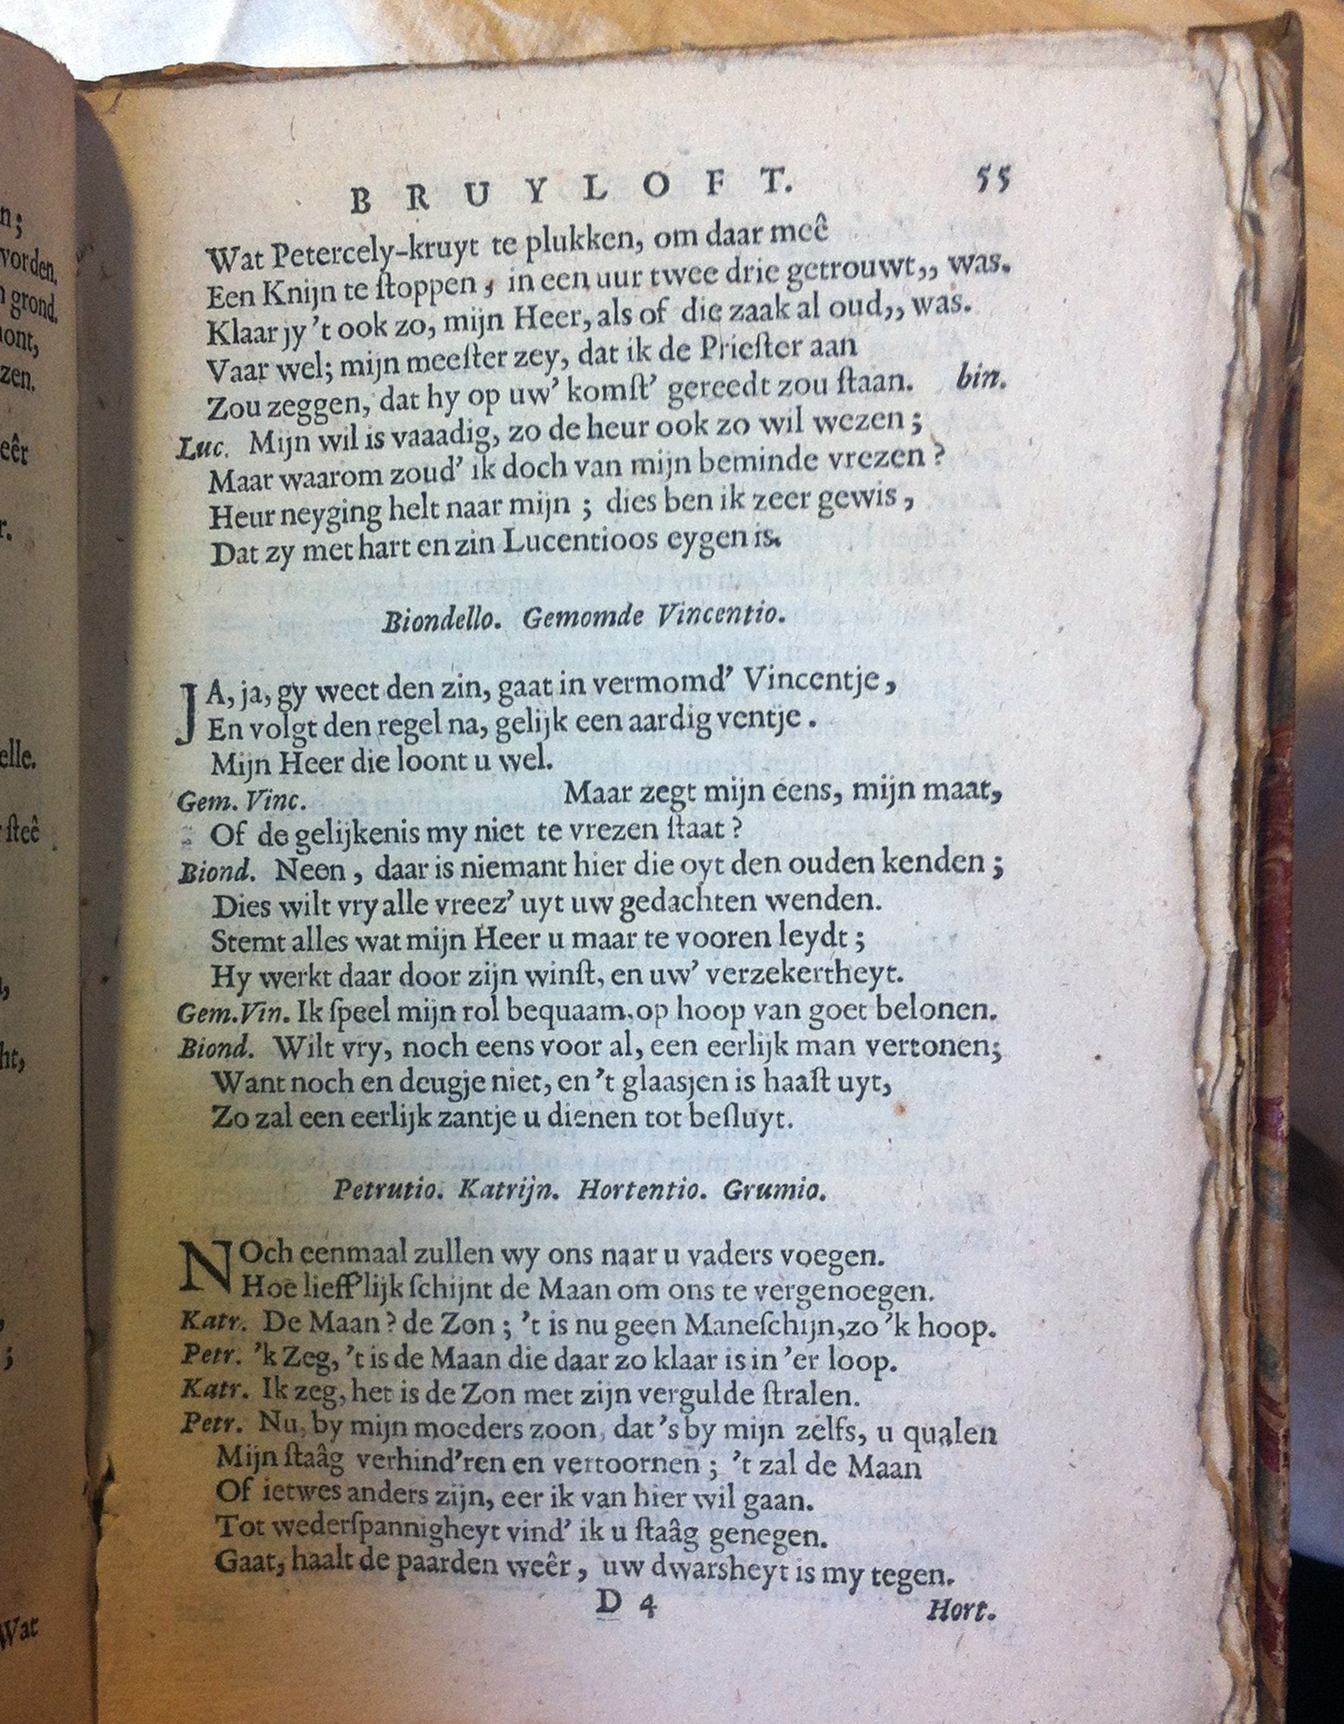 BRUYLOFT. 55
Wat Petercely-kruyt te plukken, om daar meê
Een Knijn te ſtoppen, in een uur twee drie getrouwt,, was.
Klaar jy 't ook zo, mijn Heer, als of die zaak al oud,, was.
Vaar wel; mijn meeſter zey, dat ik de Prieſter aan
Zou zeggen, dat hy op uw' komſt' gereedt zou ſtaan. bin.
Luc. Mijn wil is vaaadig, zo de heur ook zo wil wezen;
Maar waarom zoud' ik doch van mijn beminde vrezen?
Heur neyging helt naar mijn; dies ben ik zeer gewis,
Dat zy met hart en zin Lucentioos eygen is.
Biondello. Gemomde Vincentio.
JA, ja, gy weet den zin, gaat in vermomd' Vincentje,
En volgt den regel na, gelijk een aardig ventje.
Mijn Heer die loont u wel.
Gem. Vinc. Maar zegt mijn eens, mijn maat,
Of de gelijkenis my niet te vrezen ſtaat?
Biond. Neen, daar is niemant hier die oyt den ouden kenden;
Dies wilt vry alle vreez' uyt uw gedachten wenden.
Stemt alles wat mijn Heer u maar te vooren leydt;
Hy werkt daar door zijn winſt, en uw' verzekertheyt.
Gem. Vin. Ik ſpeel mijn rol bequaam, op hoop van goet belonen.
Biond. Wilt vry, noch eens voor al, een eerlijk man vertonen;
Want noch en deugje niet, en 't glaasjen is haaſt uyt,
Zo zal een eerlijk zantje u dienen tot beſluyt.
Petrutio. Katrijn. Hortentio. Grumio.
NOch eenmaal zullen wy ons naar u vaders voegen.
Hoe lieff'lijk ſchijnt de Maan om ons te vergenoegen.
Katr. De Maan? de Zon; 't is nu geen Maneſchijn, zo 'k hoop.
Petr. 'k Zeg, 't is de Maan die daar zo klaar is in 'er loop.
Katr. Ik zeg, het is de Zon met zijn vergulde ſtralen.
Petr. Nu, by mijn moeders zoon, dat 's by mijn zelfs, u qualen
Mijn ſtaâg verhind'ren en vertoornen; 't zal de Maan
Of ietwes anders zijn, eer ik van hier wil gaan.
Tot wederſpannigheyt vind' ik u ſtaâg genegen.
Gaat, haalt de paarden weêr, uw dwarsheyt is my tegen.
D 4 Hort.